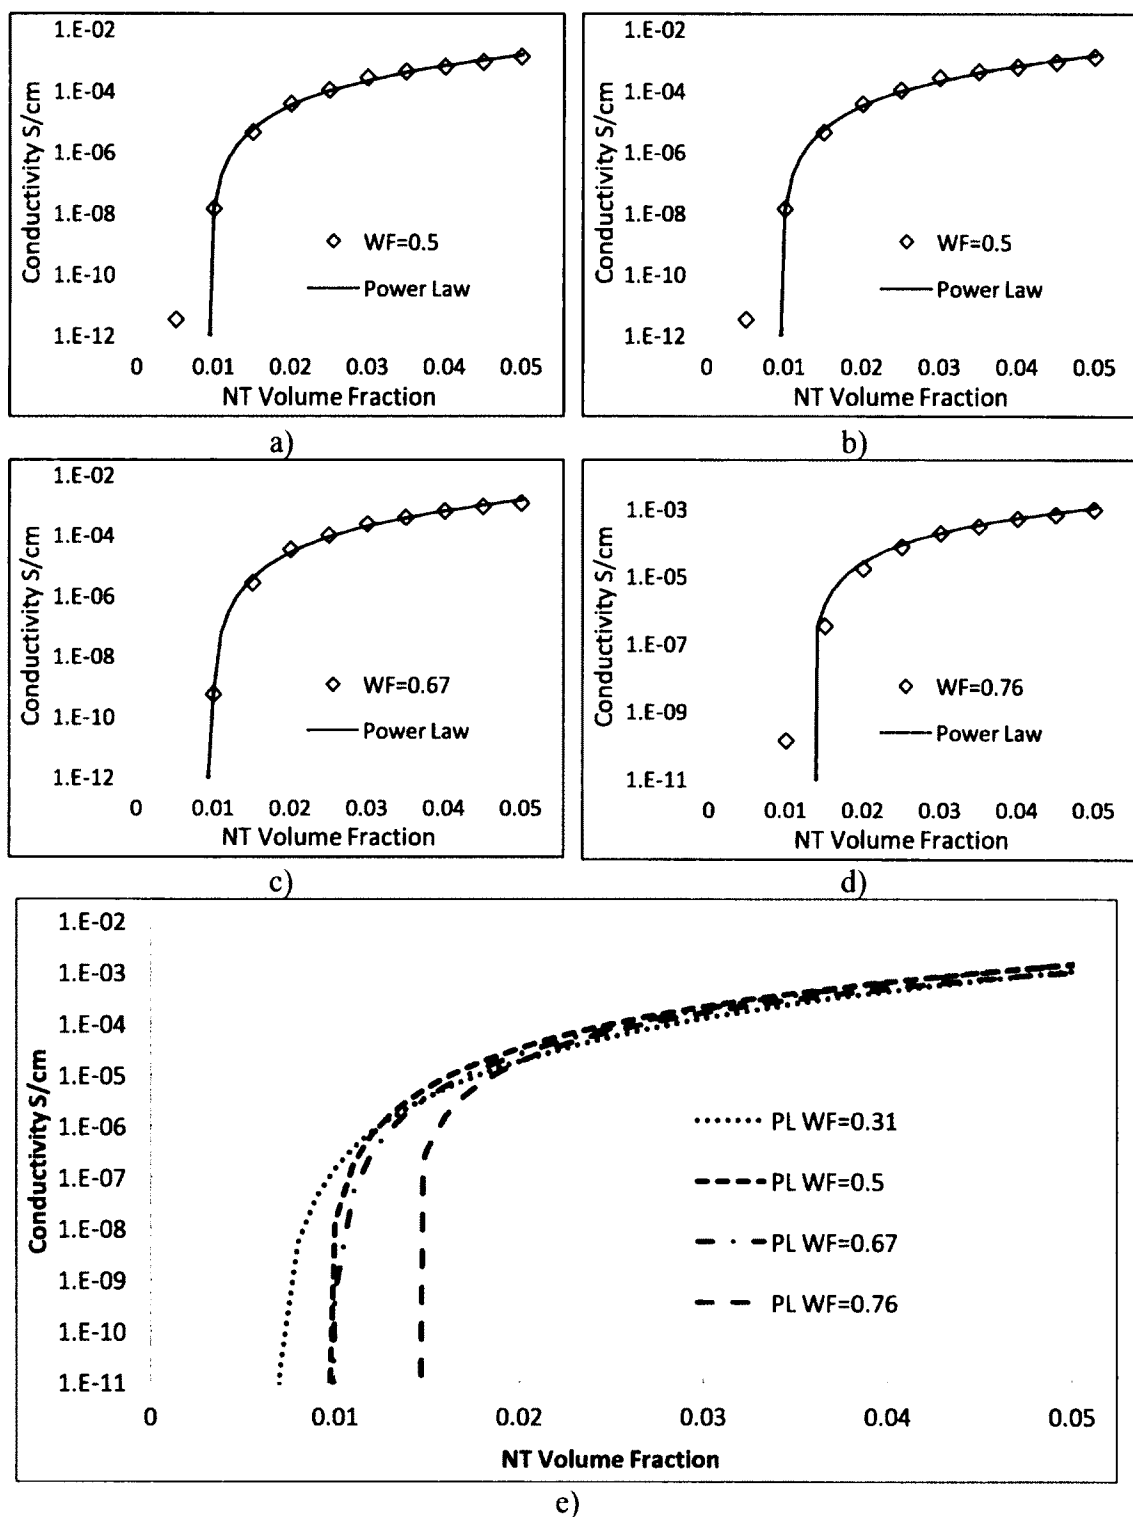 1.E-02
1.E-04
1.E-06
1.E-08
1.E-10
1.E-12
Conductivity S/cm
WF=0.5
Power Law
0 0.01 0.02 0.03 0.04 0.05
NT Volume Fraction
a)
1.E-02
1.E-04
1.E-06
1.E-08
1.E-10
1.E-12
Conductivity S/cm
WF=0.5
Power Law
0 0.01 0.02 0.03 0.04 0.05
NT Volume Fraction
b)
1.E-02
1.E-04
1.E-06
1.E-08
1.E-10
1.E-12
Conductivity S/cm
WF=0.67
Power Law
0 0.01 0.02 0.03 0.04 0.05
NT Volume Fraction
c)
1.E-03
1.E-05
1.E-07
1.E-09
1.E-11
Conductivity S/cm
WF=0.76
Power Law
0 0.01 0.02 0.03 0.04 0.05
NT Volume Fraction
d)
1.E-02
1.E-03
1.E-04
1.E-05
1.E-06
1.E-07
1.E-08
1.E-09
1.E-10
1.E-11
Conductivity S/cm
PL WF=0.31
PL WF=0.5
PL WF=0.67
PL WF=0.76
0 0.01 0.02 0.03 0.04 0.05
NT Volume Fraction
e)